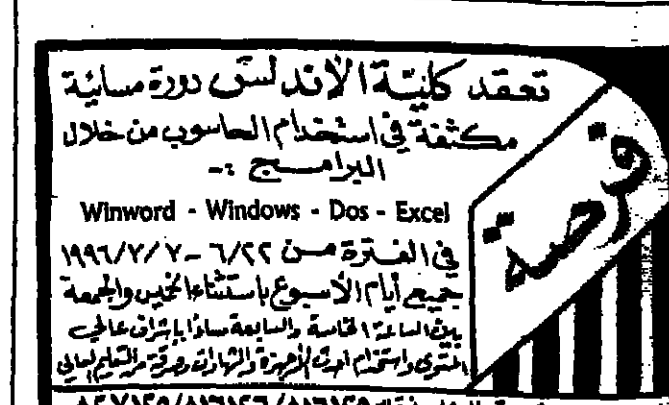 فرصة
تعقد كلية الأندلس دورة مسائية
مكثفة في استخدام الحاسوب من خلال
البرامج :-
Winword - Windows - Dos - Excel
في الفترة من ٦/٢٢ - ١٩٩٦/٧/٧
جميع أيام الأسبوع باستثناء الخميس والجمعة
بين الساعة الخامسة والسابعة مساءً بإشراف عالي
المستوى واستخدام احدث الأجهزة والشهادات مصدقة من التعليم العالي